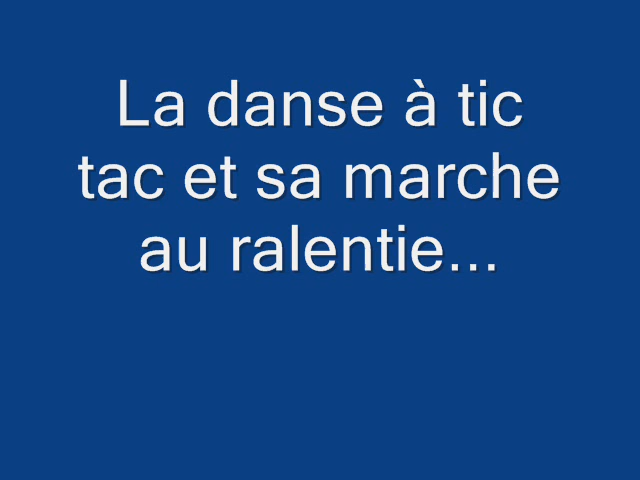 La danse à tic
tac et sa marche
au ralentie...